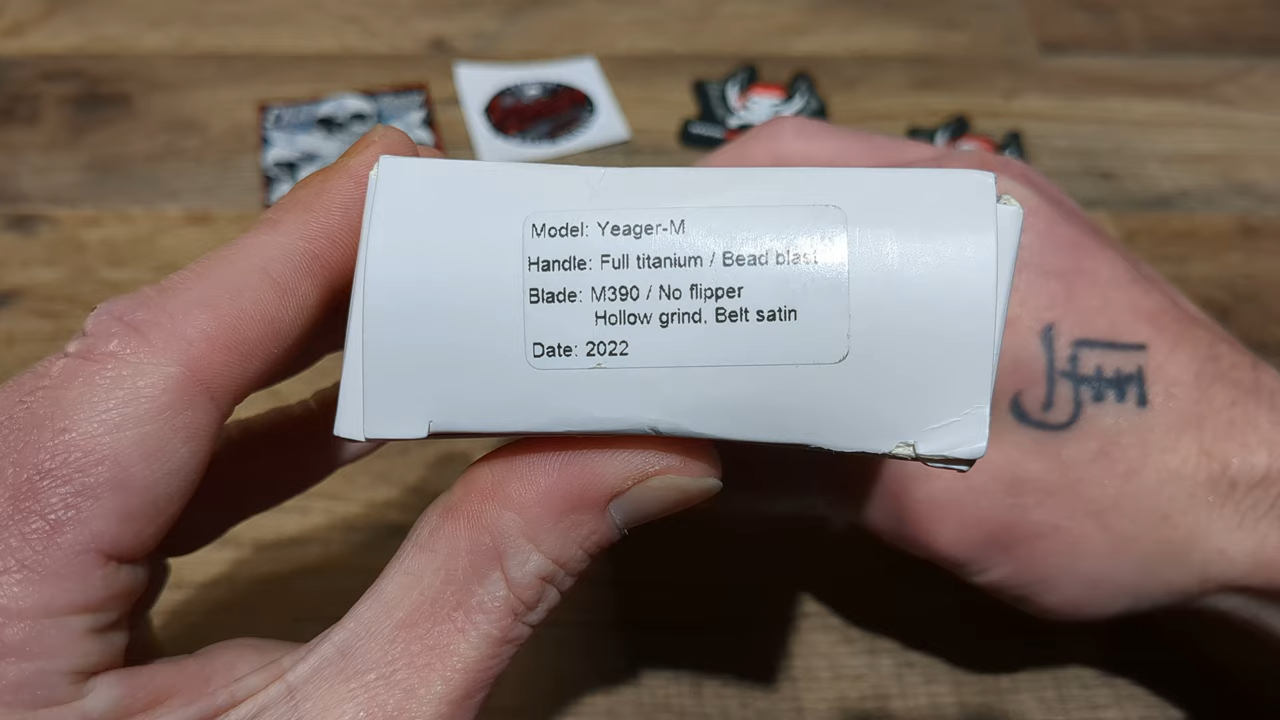 Model: Yeager-M
Handle: Full titanium / Bead blast
Blade: M390 / No flipper
Hollow grind, Belt satin
Date: 2022